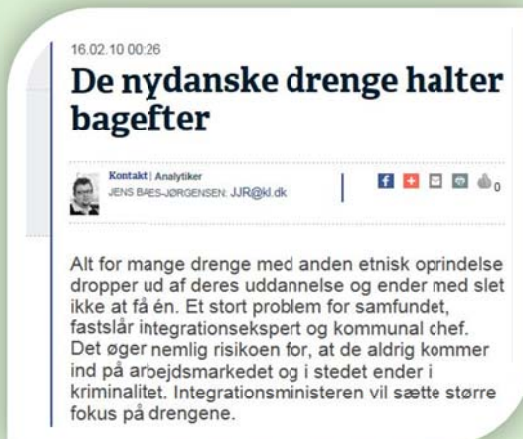 16.02.10 00:26
De nydanske drenge halter
bagefter
Kontakt | Analytiker
JENS BAES-JØRGENSEN: JJR@kl.dk
0
Alt for mange drenge med anden etnisk oprindelse
dropper ud af deres uddannelse og ender med slet
ikke at få én. Et stort problem for samfundet,
fastslår integrationsekspert og kommunal chef.
Det øger nemlig risikoen for, at de aldrig kommer
ind på arbejdsmarkedet og i stedet ender i
kriminalitet. Integrationsministeren vil sætte større
fokus på drengene.